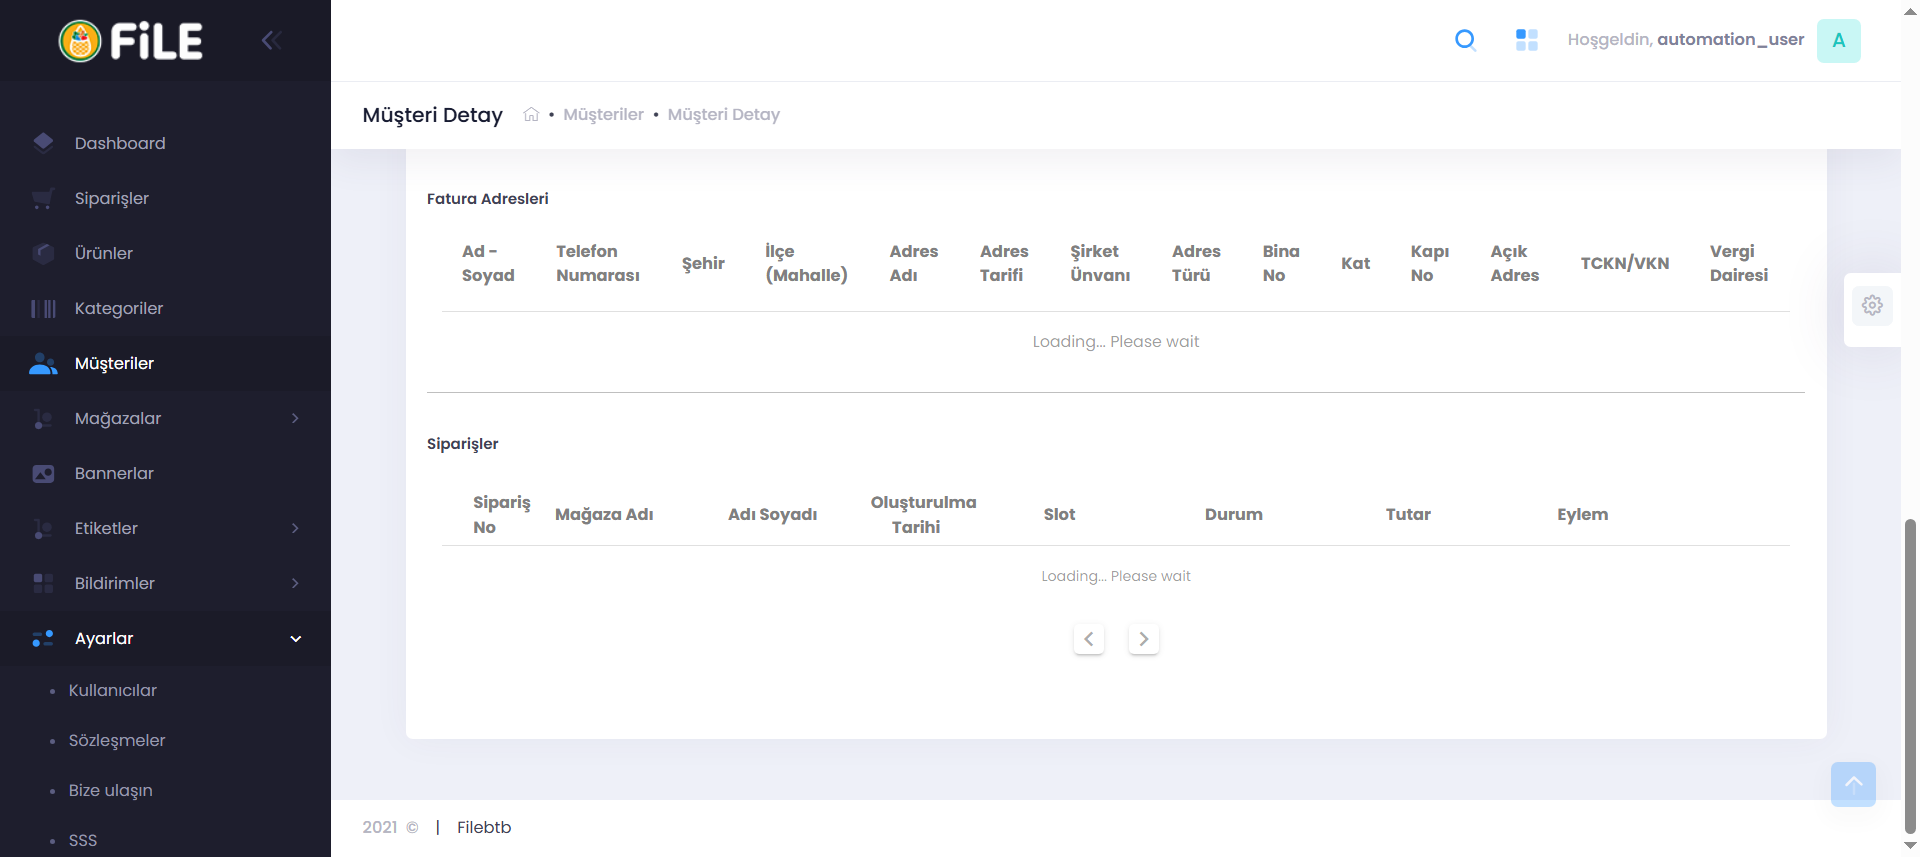 FiLE
Hoşgeldin, automation_user
A
Müşteri Detay
• Müşteriler • Müşteri Detay
Dashboard
Siparişler
Ürünler
Kategoriler
Müşteriler
Mağazalar
Bannerlar
Etiketler
Bildirimler
Ayarlar
• Kullanıcılar
• Sözleşmeler
• Bize ulaşın
• SSS
Fatura Adresleri
Ad - Soyad
Telefon Numarası
Şehir
İlçe (Mahalle)
Adres Adı
Adres Tarifi
Şirket Ünvanı
Adres Türü
Bina No
Kat
Kapı No
Açık Adres
TCKN/VKN
Vergi Dairesi
Loading... Please wait
Siparişler
Sipariş No
Mağaza Adı
Adı Soyadı
Oluşturulma Tarihi
Slot
Durum
Tutar
Eylem
Loading... Please wait
2021 © | Filebtb